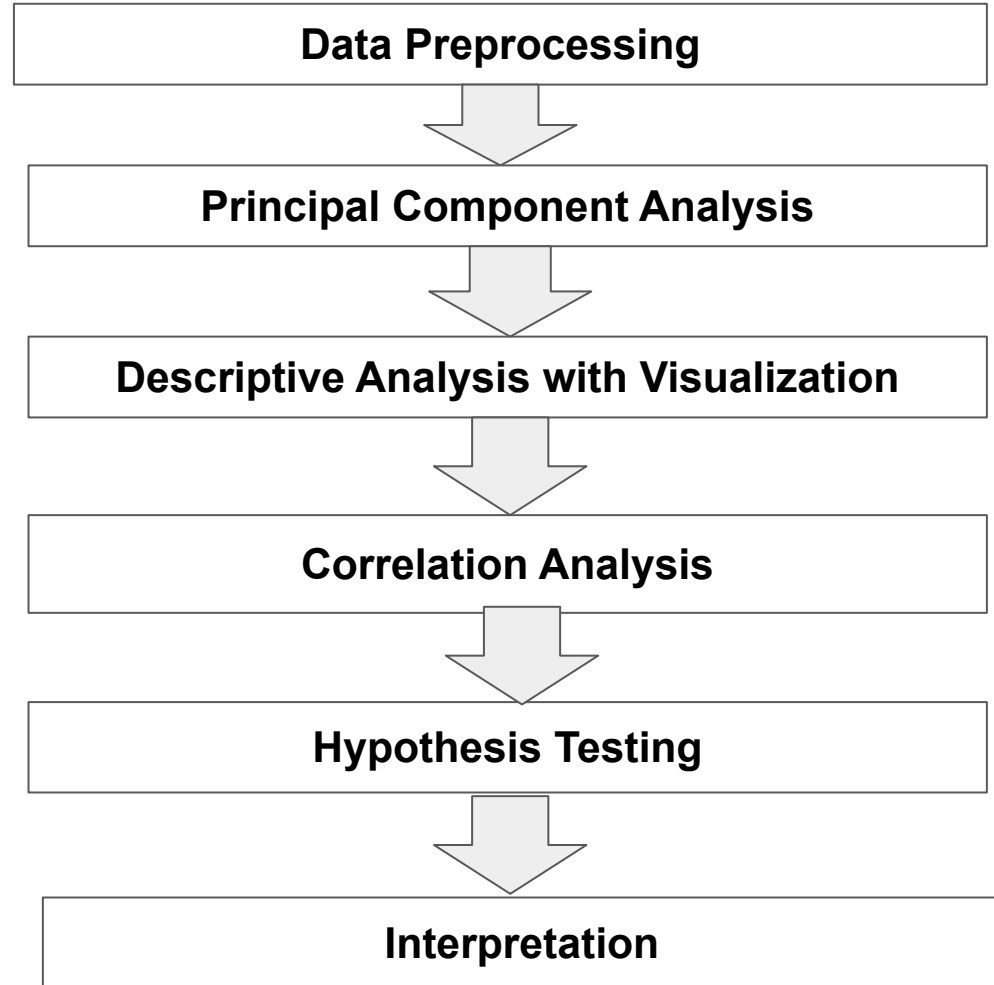 Data Preprocessing
Principal Component Analysis
Descriptive Analysis with Visualization
Correlation Analysis
Hypothesis Testing
Interpretation